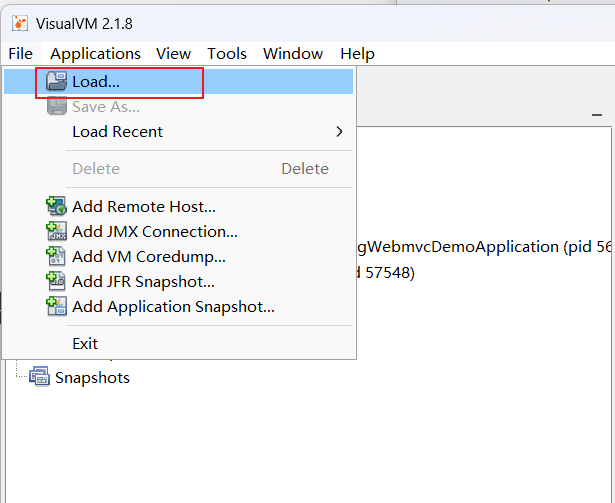 VisualVM 2.1.8
File Applications View Tools Window Help
Load...
Save As...
Load Recent
Delete Delete
Add Remote Host...
Add JMX Connection...
gWebmvcDemoApplication (pid 56
Add VM Coredump...
d 57548)
Add JFR Snapshot...
Add Application Snapshot...
Exit
Snapshots